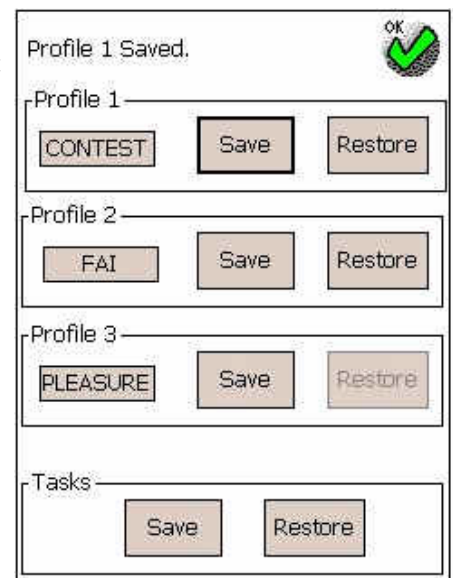 OK
Profile 1 Saved.
Profile 1
CONTEST Save Restore
Profile 2
FAI Save Restore
Profile 3
PLEASURE Save Restore
Tasks
Save Restore